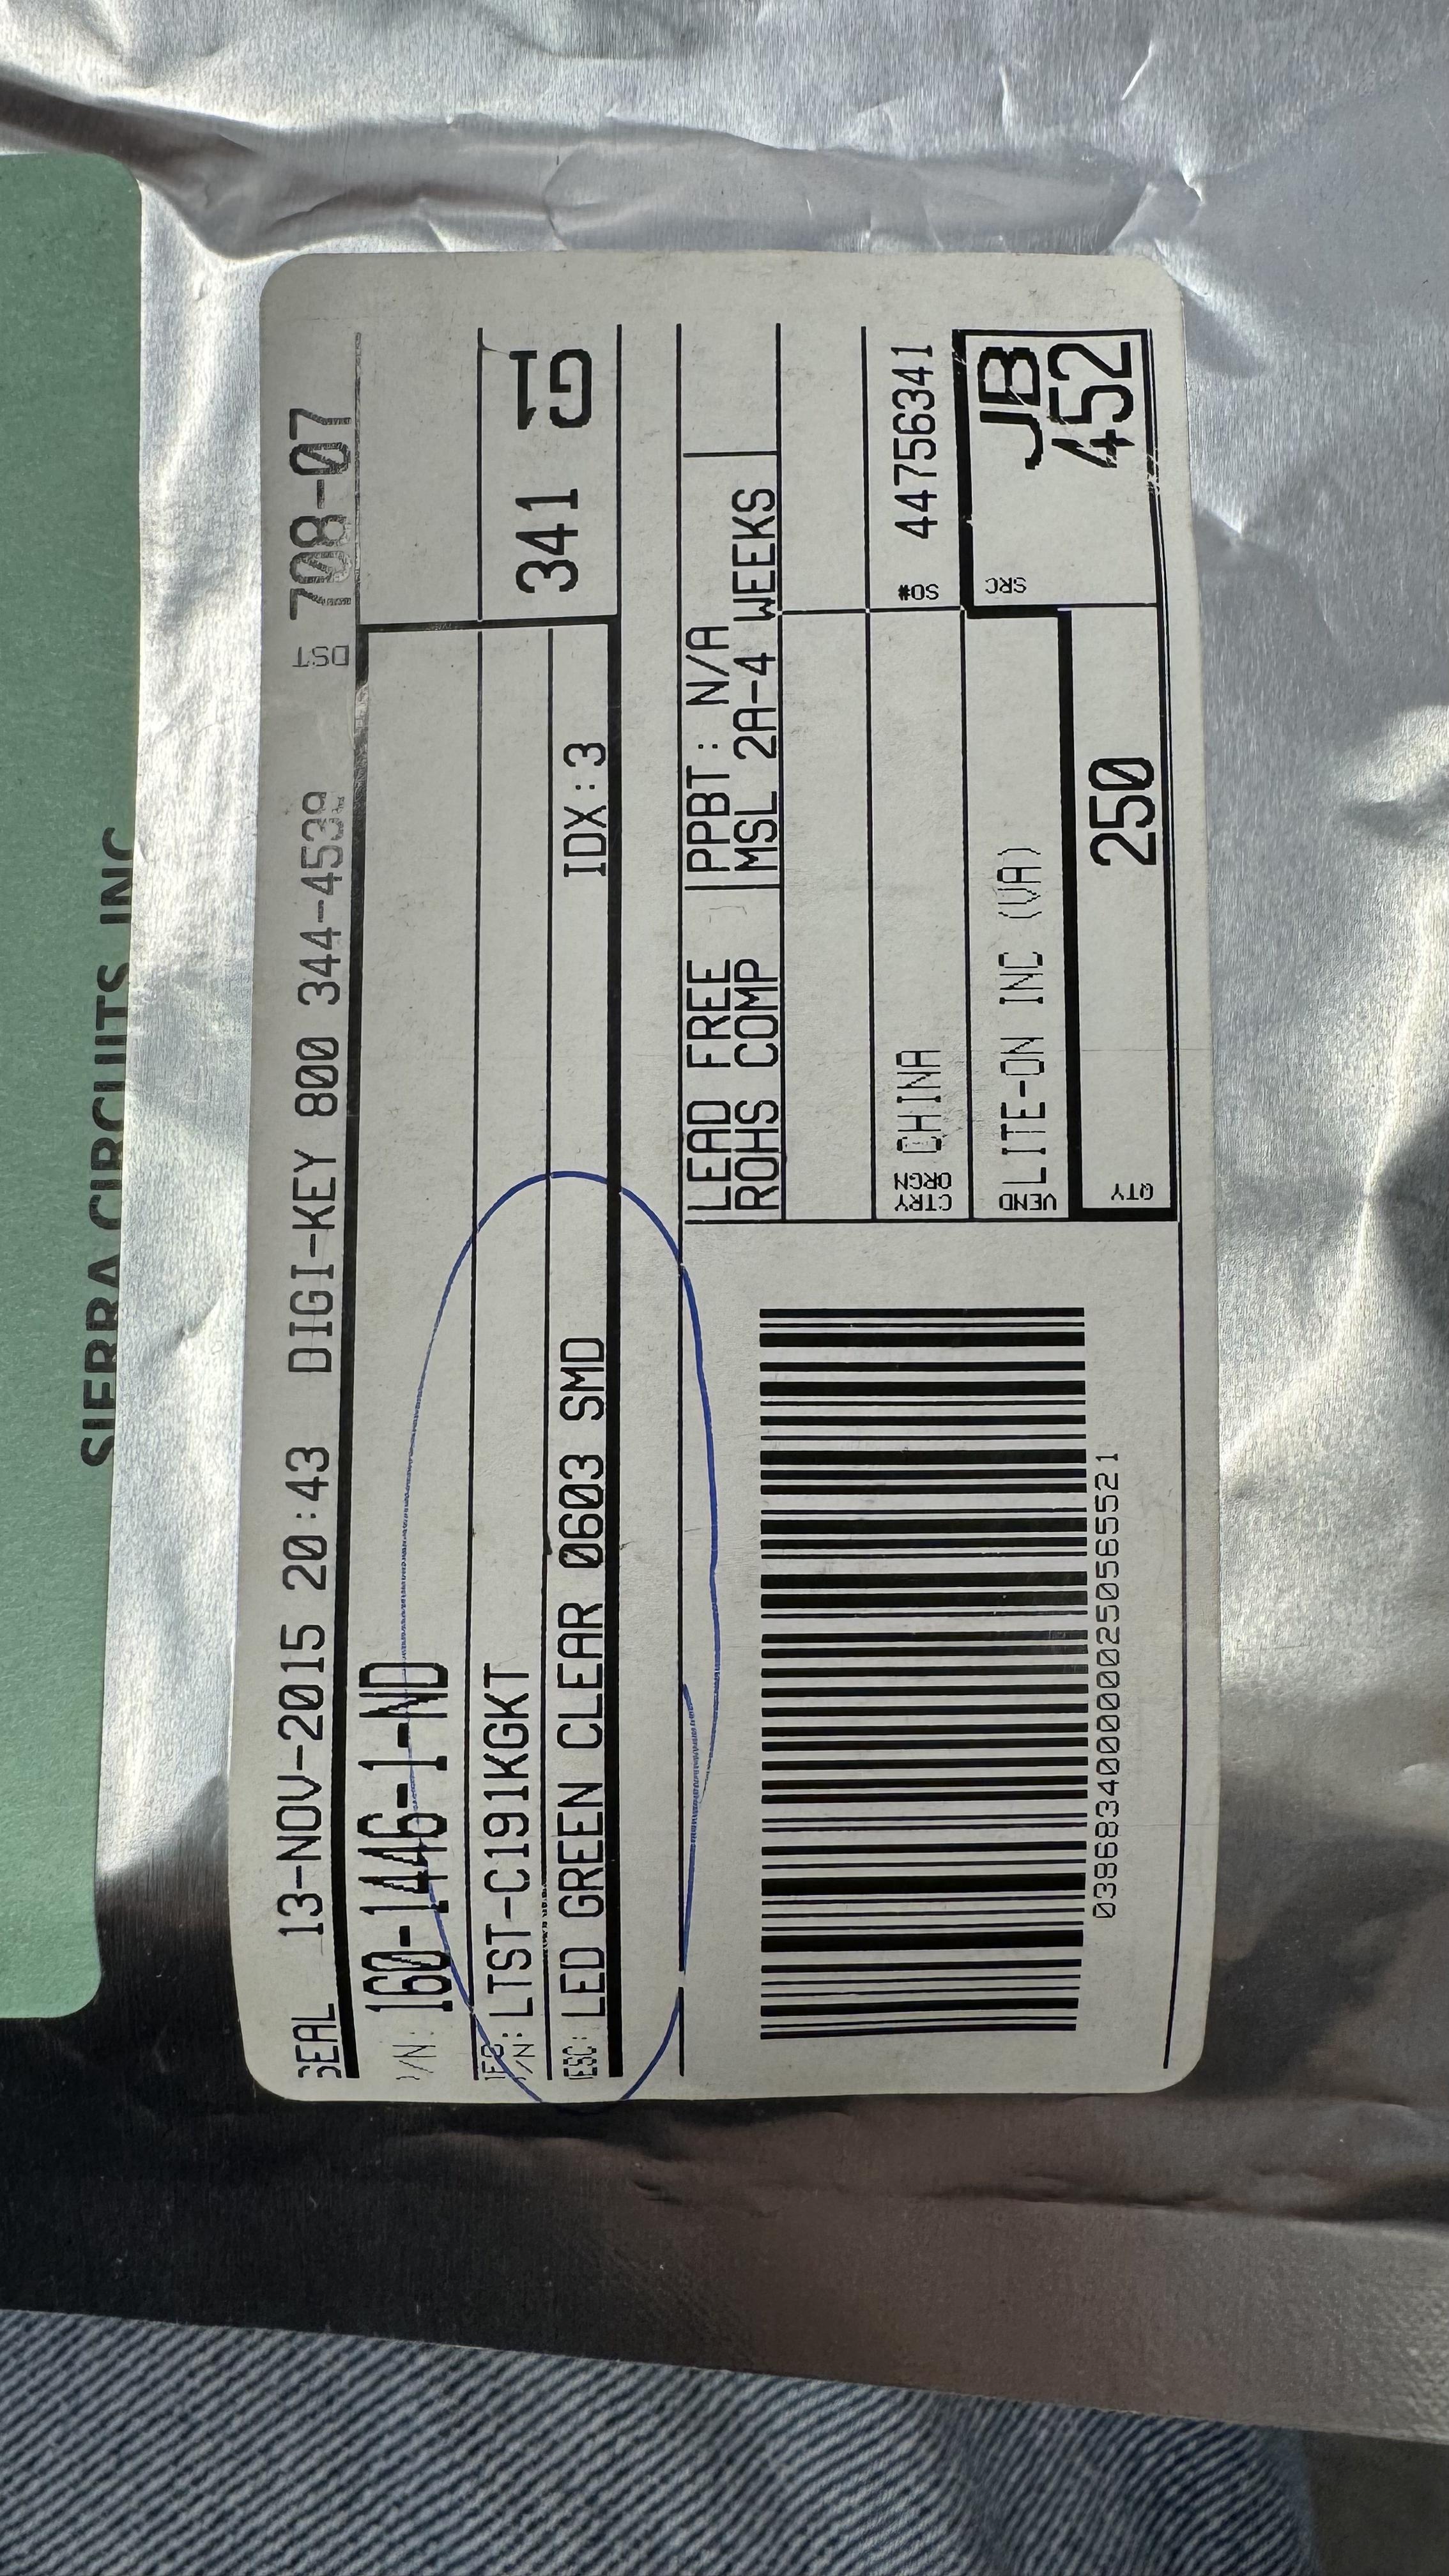 SIERRA CIRCUITS, INC
SEAL 13-NOV-2015 20:43 DIGI-KEY 800 344-4539 DST 708-07
P/N: 160-1446-1-ND
P/N: LTST-C191KGKT
DESC: LED GREEN CLEAR 0603 SMD IDX:3
341 G1
LEAD FREE PPBT: N/A
ROHS COMP MSL 2A-4 WEEKS
CTRY ORGN CHINA SO# 44756341
VEND LITE-ON INC (VA)
SRC JB 452
QTY 250
0386834000000250565521